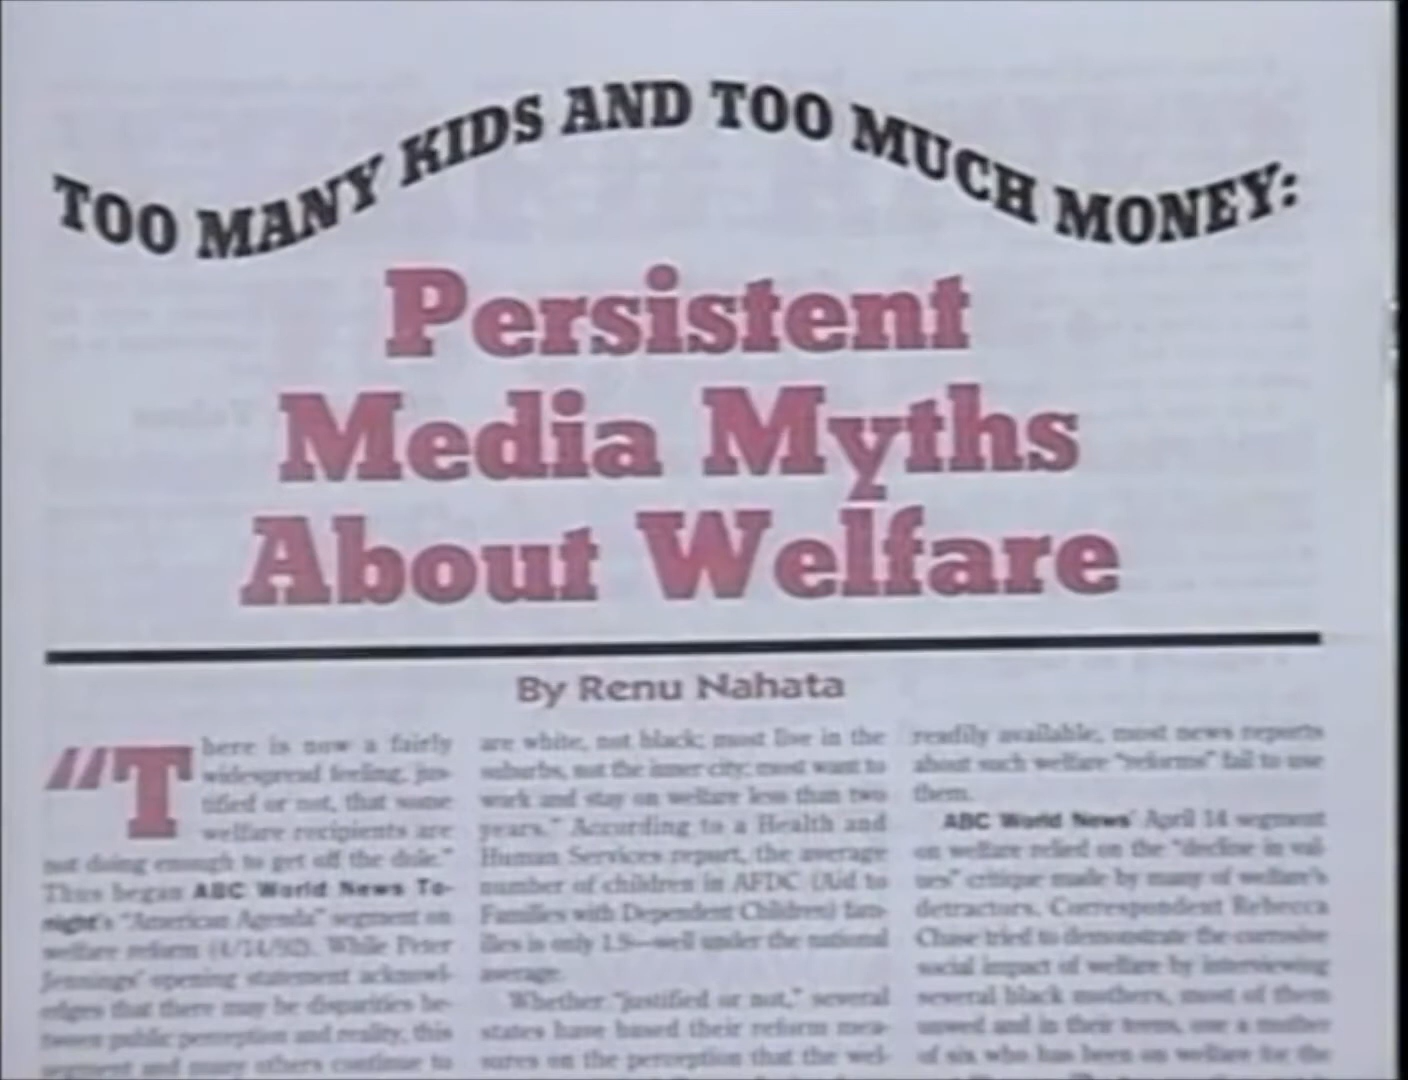 TOO MANY KIDS AND TOO MUCH MONEY:
Persistent
Media Myths
About Welfare
By Renu Nahata
"There is now a fairly
widespread feeling, jus-
tified or not, that some
welfare recipients are
not doing enough to get off the dole."
Thus began ABC World News To-
night's "American Agenda" segment on
welfare reform (4/14/92). While Peter
Jennings' opening statement acknowl-
edges that there may be disparities be-
tween public perception and reality, this
segment and many others continue to
are white, not black; most live in the
suburbs, not the inner city; most want to
work and stay on welfare less than two
years." According to a Health and
Human Services report, the average
number of children in AFDC (Aid to
Families with Dependent Children) fam-
ilies is only 1.9—well under the national
average.
Whether "justified or not," several
states have based their reform mea-
sures on the perception that the wel-
readily available, most news reports
about such welfare "reforms" fail to use
them.
ABC World News' April 14 segment
on welfare relied on the "decline in val-
ues" critique made by many of welfare's
detractors. Correspondent Rebecca
Chase tried to demonstrate the corrosive
social impact of welfare by interviewing
several black mothers, most of them
unwed and in their teens, one a mother
of six who has been on welfare for the